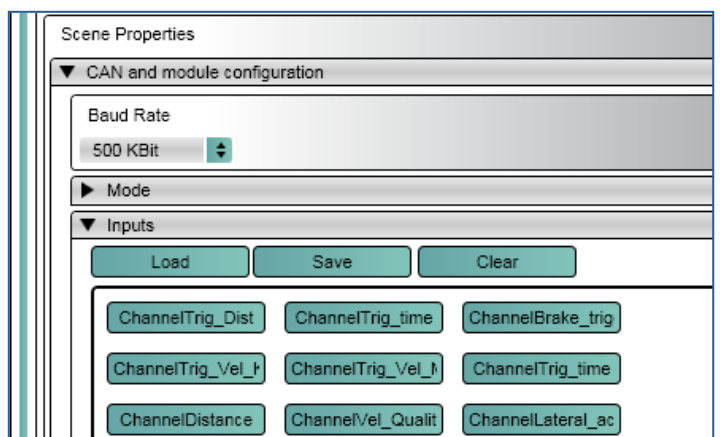 Scene Properties
CAN and module configuration
Baud Rate
500 KBit
Mode
Inputs
Load Save Clear
ChannelTrig_Dist ChannelTrig_time ChannelBrake_trig
ChannelTrig_Vel_ ChannelTrig_Vel_ ChannelTrig_time
ChannelDistance ChannelVel_Qualit ChannelLateral_ac